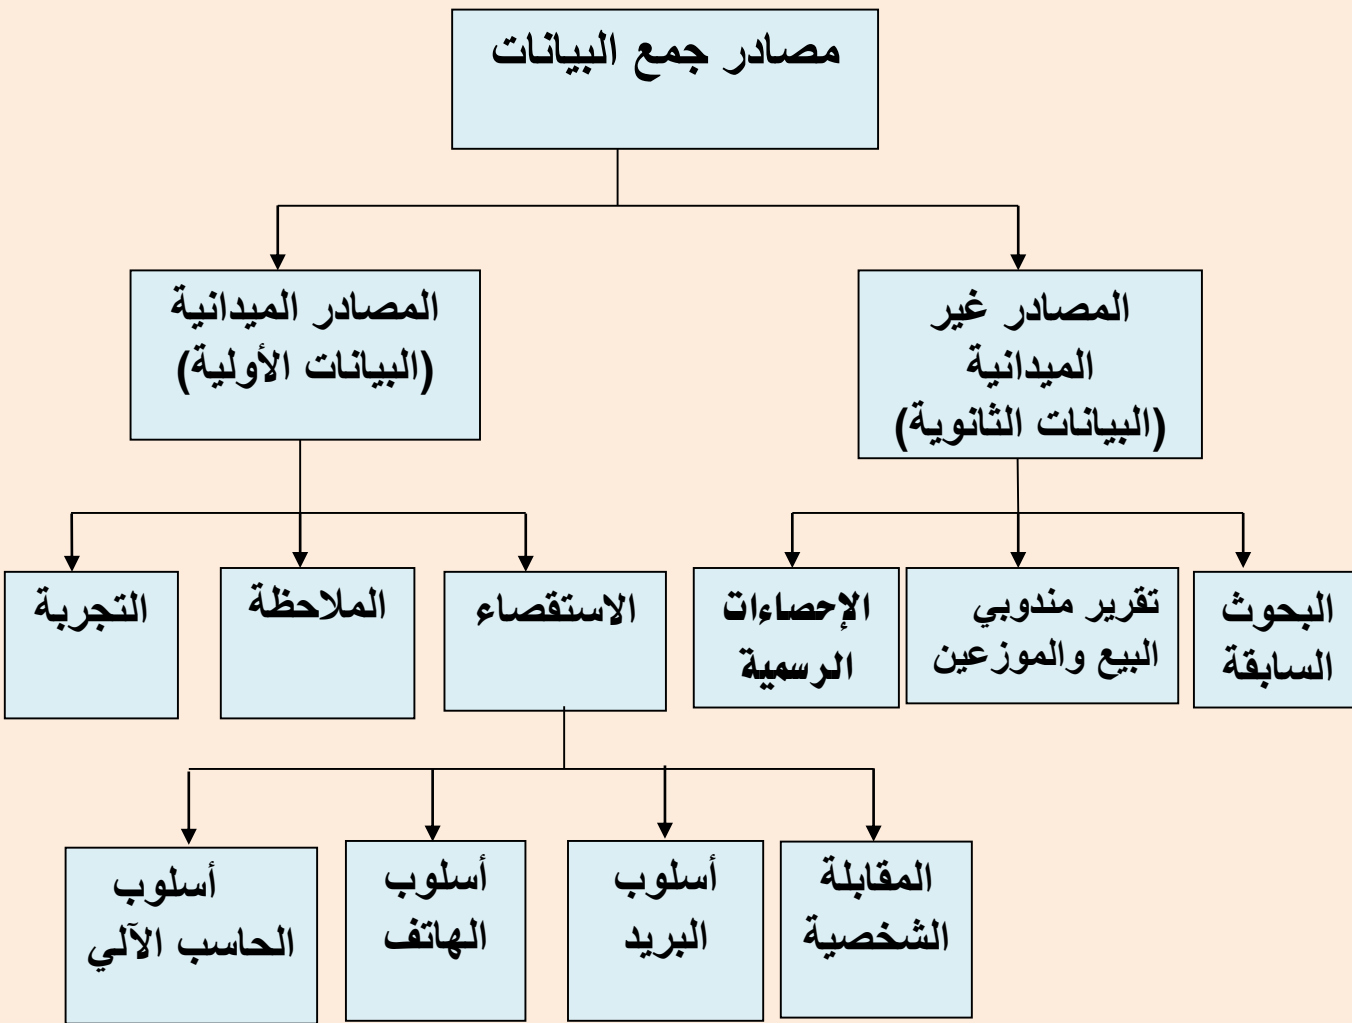 مصادر جمع البيانات
المصادر غير
الميدانية
(البيانات الثانوية)
المصادر الميدانية
(البيانات الأولية)
البحوث
السابقة
تقرير مندوبي
البيع والموزعين
الإحصاءات
الرسمية
الاستقصاء
الملاحظة
التجربة
المقابلة
الشخصية
أسلوب
البريد
أسلوب
الهاتف
أسلوب
الحاسب الآلي